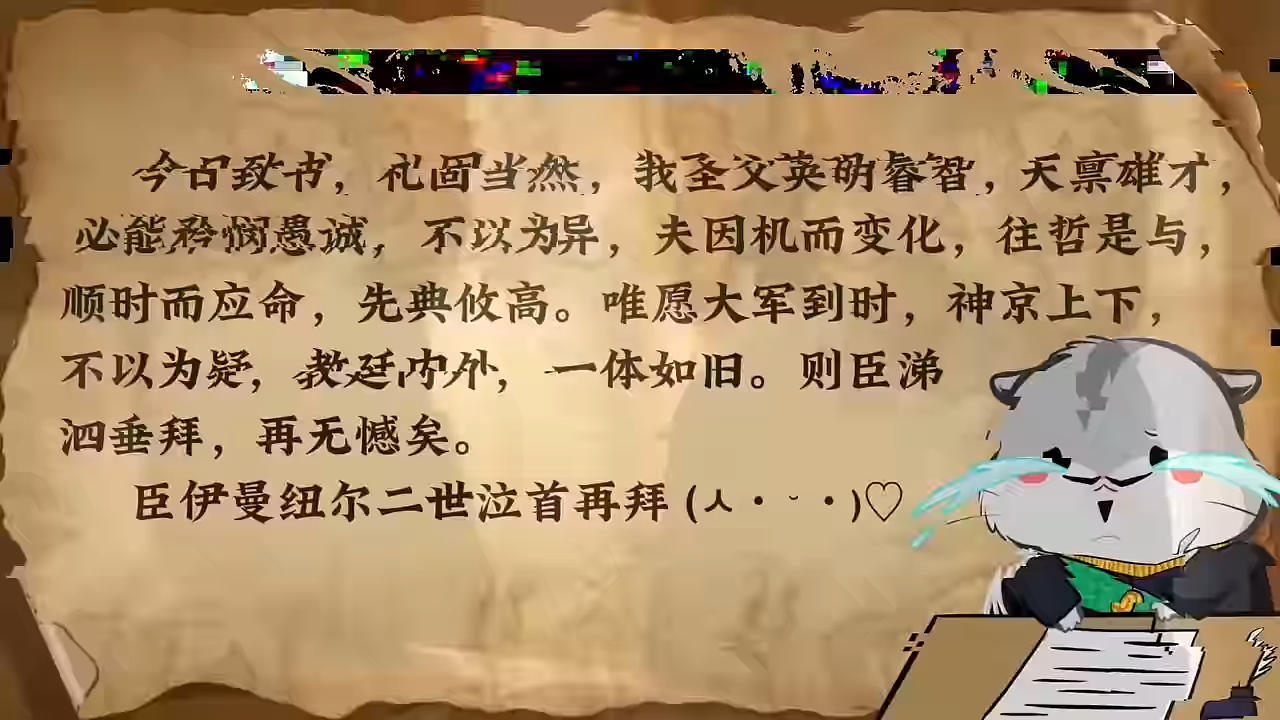 今日致书，礼固当然，我圣父英明睿智，天禀雄才，
必能矜悯愚诚，不以为异，夫因机而变化，往哲是与，
顺时而应命，先典攸高。唯愿大军到时，神京上下，
不以为疑，教廷内外，一体如旧。则臣涕
泗垂拜，再无憾矣。
臣伊曼纽尔二世泣首再拜 (人・˘・)♡